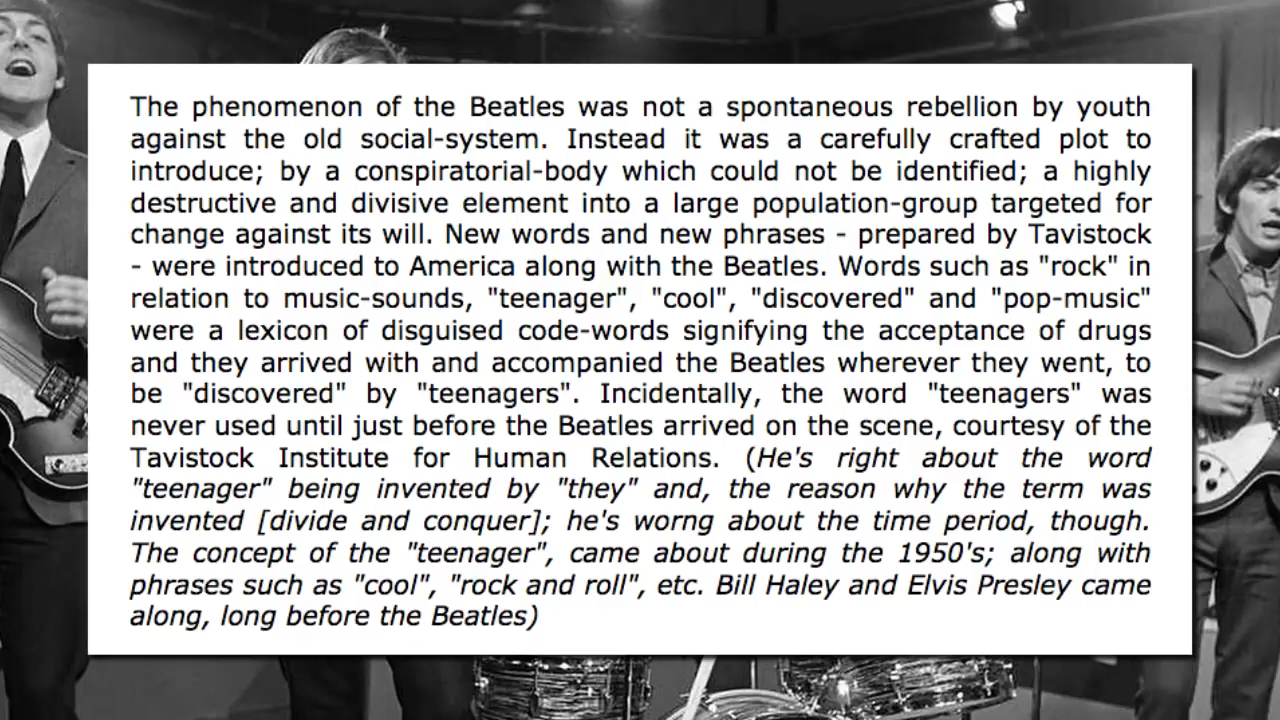 The phenomenon of the Beatles was not a spontaneous rebellion by youth
against the old social-system. Instead it was a carefully crafted plot to
introduce; by a conspiratorial-body which could not be identified; a highly
destructive and divisive element into a large population-group targeted for
change against its will. New words and new phrases - prepared by Tavistock
- were introduced to America along with the Beatles. Words such as "rock" in
relation to music-sounds, "teenager", "cool", "discovered" and "pop-music"
were a lexicon of disguised code-words signifying the acceptance of drugs
and they arrived with and accompanied the Beatles wherever they went, to
be "discovered" by "teenagers". Incidentally, the word "teenagers" was
never used until just before the Beatles arrived on the scene, courtesy of the
Tavistock Institute for Human Relations. (He's right about the word
"teenager" being invented by "they" and, the reason why the term was
invented [divide and conquer]; he's worng about the time period, though.
The concept of the "teenager", came about during the 1950's; along with
phrases such as "cool", "rock and roll", etc. Bill Haley and Elvis Presley came
along, long before the Beatles)